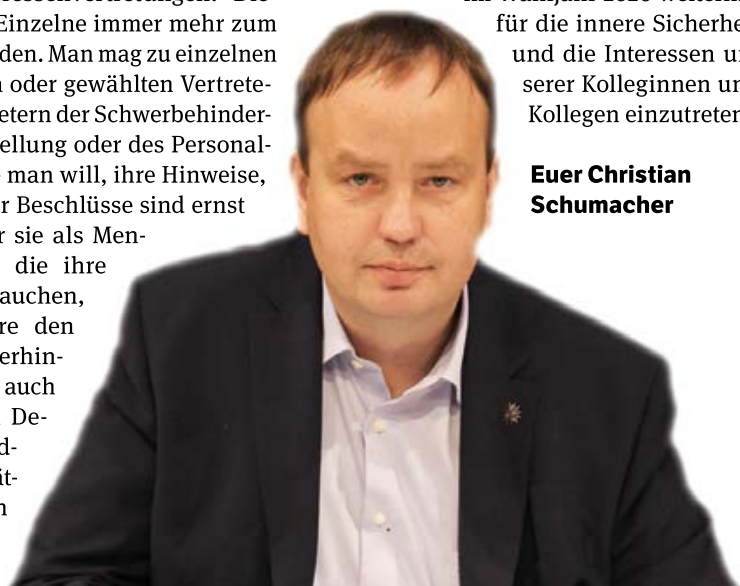 Einzelne immer mehr zum
den. Man mag zu einzelnen
oder gewählten Vertrete-
etern der Schwerbehinder-
ellung oder des Personal-
man will, ihre Hinweise,
r Beschlüsse sind ernst
r sie als Men-
die ihre
auchen,
re den
erhin-
auch
De-
d-
ät-
n
für die innere Sicherhe
und die Interessen u
serer Kolleginnen un
Kollegen einzutreten
Euer Christian
Schumacher